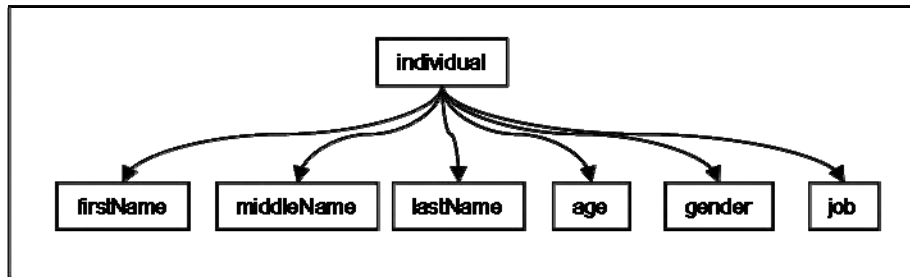 individual
firstName
middleName
lastName
age
gender
job